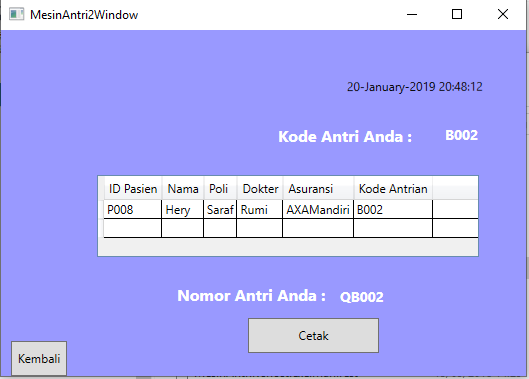 MesinAntri2Window
20-January-2019 20:48:12
Kode Antri Anda : B002
ID Pasien Nama Poli Dokter Asuransi Kode Antrian
P008 Hery Saraf Rumi AXAMandiri B002
Nomor Antri Anda : QB002
Cetak
Kembali